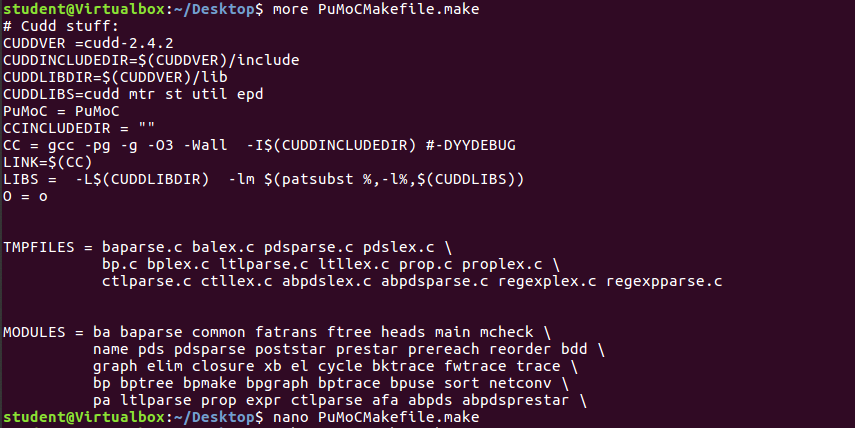 student@Virtualbox:~/Desktop$ more PuMoCMakefile.make
# Cudd stuff:
CUDDVER =cudd-2.4.2
CUDDINCLUDEDIR=$(CUDDVER)/include
CUDDLIBDIR=$(CUDDVER)/lib
CUDDLIBS=cudd mtr st util epd
PuMoC = PuMoC
CCINCLUDEDIR = ""
CC = gcc -pg -g -O3 -Wall  -I$(CUDDINCLUDEDIR) #-DYYDEBUG
LINK=$(CC)
LIBS =  -L$(CUDDLIBDIR)  -lm $(patsubst %,-l%,$(CUDDLIBS))
O = o
TMPFILES = baparse.c balex.c pdsparse.c pdslex.c \
bp.c bplex.c ltlparse.c ltllex.c prop.c proplex.c \
ctlparse.c ctllex.c abpdslex.c abpdsparse.c regexplex.c regexpparse.c
MODULES = ba baparse common fatrans ftree heads main mcheck \
name pds pdsparse poststar prestar prereach reorder bdd \
graph elim closure xb el cycle bktrace fwtrace trace \
bp bptree bpmake bpgraph bptrace bpuse sort netconv \
pa ltlparse prop expr ctlparse afa abpds abpdsprestar \
student@Virtualbox:~/Desktop$ nano PuMoCMakefile.make